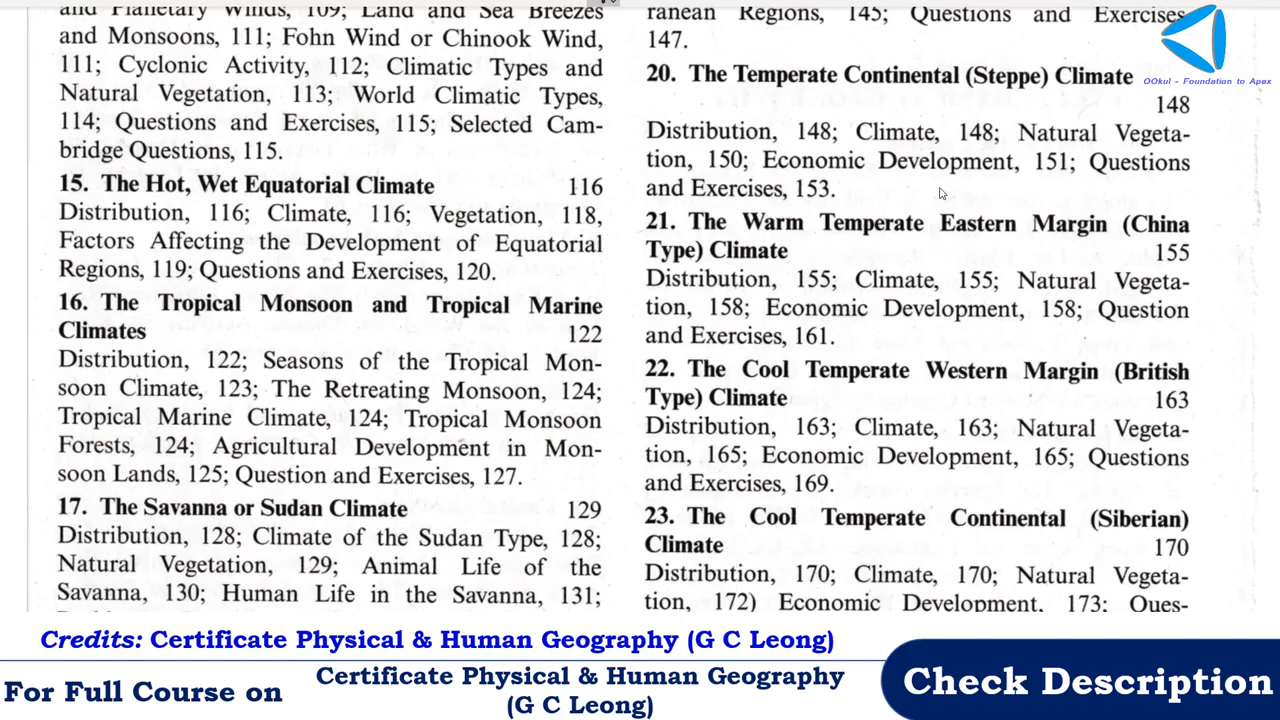 and Planetary Winds, 109; Land and Sea Breezes
and Monsoons, 111; Fohn Wind or Chinook Wind,
111; Cyclonic Activity, 112; Climatic Types and
Natural Vegetation, 113; World Climatic Types,
114; Questions and Exercises, 115; Selected Cam-
bridge Questions, 115.
15. The Hot, Wet Equatorial Climate 116
Distribution, 116; Climate, 116; Vegetation, 118,
Factors Affecting the Development of Equatorial
Regions, 119; Questions and Exercises, 120.
16. The Tropical Monsoon and Tropical Marine
Climates 122
Distribution, 122; Seasons of the Tropical Mon-
soon Climate, 123; The Retreating Monsoon, 124;
Tropical Marine Climate, 124; Tropical Monsoon
Forests, 124; Agricultural Development in Mon-
soon Lands, 125; Question and Exercises, 127.
17. The Savanna or Sudan Climate 129
Distribution, 128; Climate of the Sudan Type, 128;
Natural Vegetation, 129; Animal Life of the
Savanna, 130; Human Life in the Savanna, 131;
ranean Regions, 145; Questions and Exercises,
147.
20. The Temperate Continental (Steppe) Climate
148
Distribution, 148; Climate, 148; Natural Vegeta-
tion, 150; Economic Development, 151; Questions
and Exercises, 153.
21. The Warm Temperate Eastern Margin (China
Type) Climate 155
Distribution, 155; Climate, 155; Natural Vegeta-
tion, 158; Economic Development, 158; Question
and Exercises, 161.
22. The Cool Temperate Western Margin (British
Type) Climate 163
Distribution, 163; Climate, 163; Natural Vegeta-
tion, 165; Economic Development, 165; Questions
and Exercises, 169.
23. The Cool Temperate Continental (Siberian)
Climate 170
Distribution, 170; Climate, 170; Natural Vegeta-
tion, 172) Economic Development, 173; Ques-
OOkul - Foundation to Apex
Credits: Certificate Physical & Human Geography (G C Leong)
For Full Course on
Certificate Physical & Human Geography
(G C Leong)
Check Description